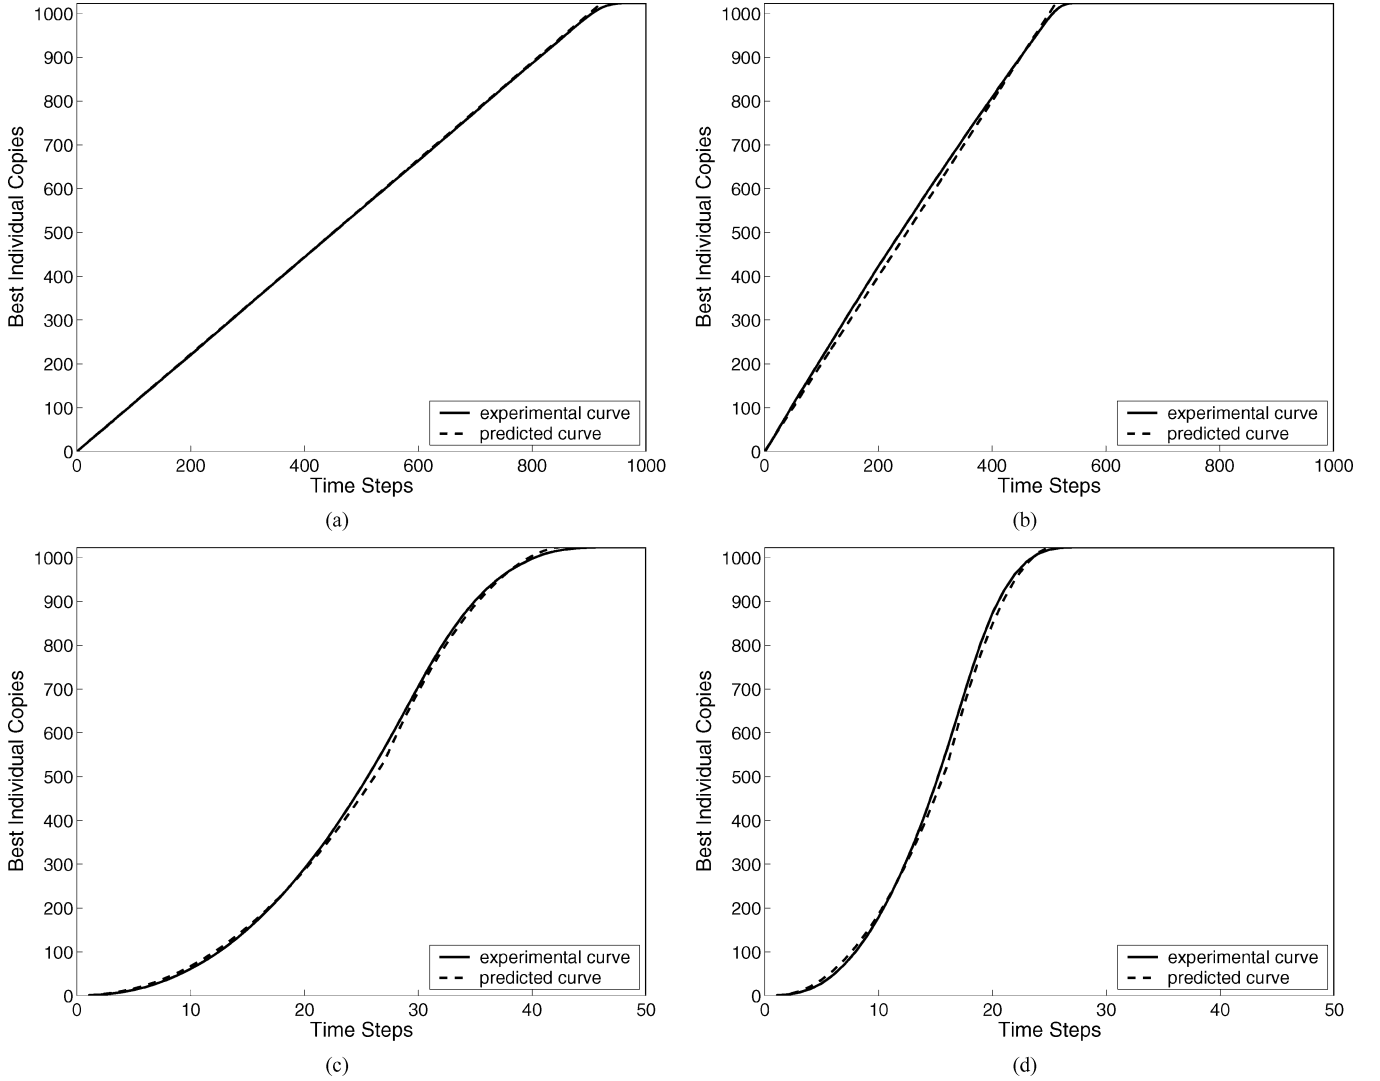 1000
900
800
700
600
500
400
300
200
100
0
Best Individual Copies
experimental curve
predicted curve
0 200 400 600 800 1000
Time Steps
(a)
1000
900
800
700
600
500
400
300
200
100
0
Best Individual Copies
experimental curve
predicted curve
0 200 400 600 800 1000
Time Steps
(b)
1000
900
800
700
600
500
400
300
200
100
0
Best Individual Copies
experimental curve
predicted curve
0 10 20 30 40 50
Time Steps
(c)
1000
900
800
700
600
500
400
300
200
100
0
Best Individual Copies
experimental curve
predicted curve
0 10 20 30 40 50
Time Steps
(d)